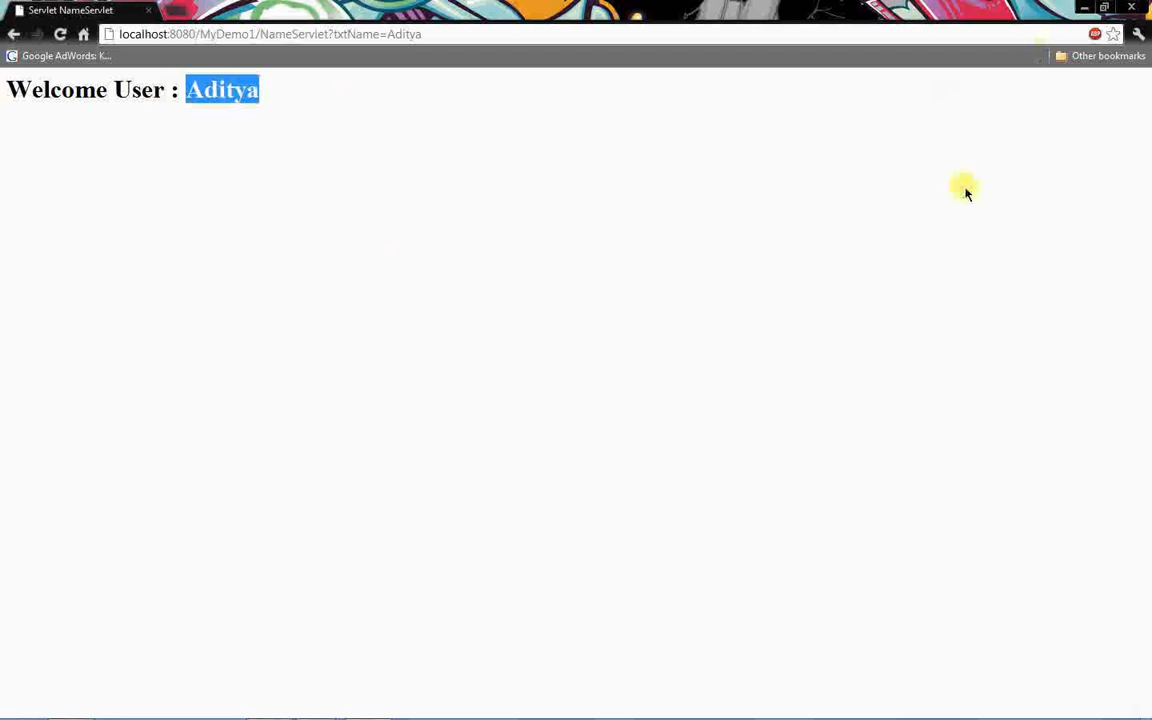 Servlet NameServlet
localhost:8080/MyDemo1/NameServlet?txtName=Aditya
Google AdWords: K...
Other bookmarks
Welcome User : Aditya